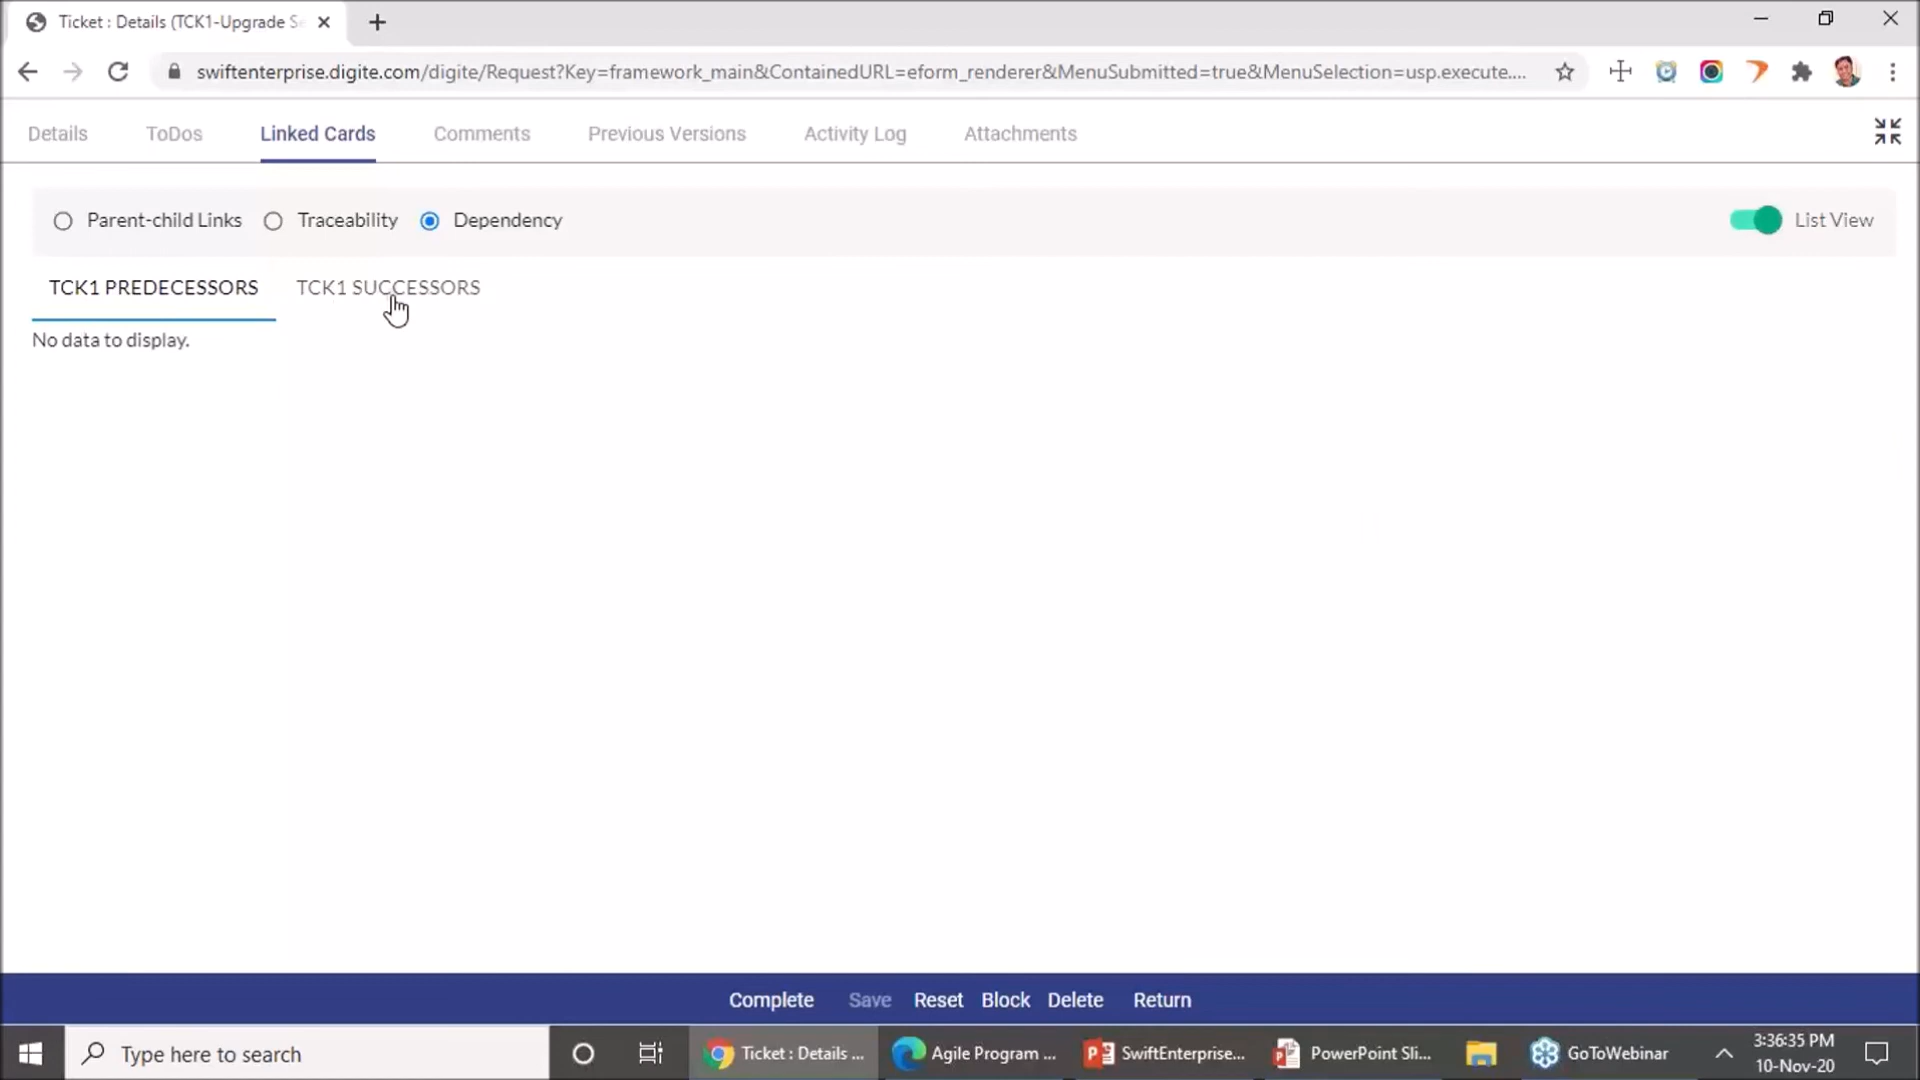 Ticket : Details (TCK1-Upgrade Se
swiftenterprise.digite.com/digite/Request?Key=framework_main&ContainedURL=eform_renderer&MenuSubmitted=true&MenuSelection=usp.execute....
Details ToDos Linked Cards Comments Previous Versions Activity Log Attachments
Parent-child Links Traceability Dependency List View
TCK1 PREDECESSORS TCK1 SUCCESSORS
No data to display.
Complete Save Reset Block Delete Return
Type here to search Ticket : Details ... Agile Program ... SwiftEnterprise... PowerPoint Sli... GoToWebinar 3:36:35 PM
10-Nov-20